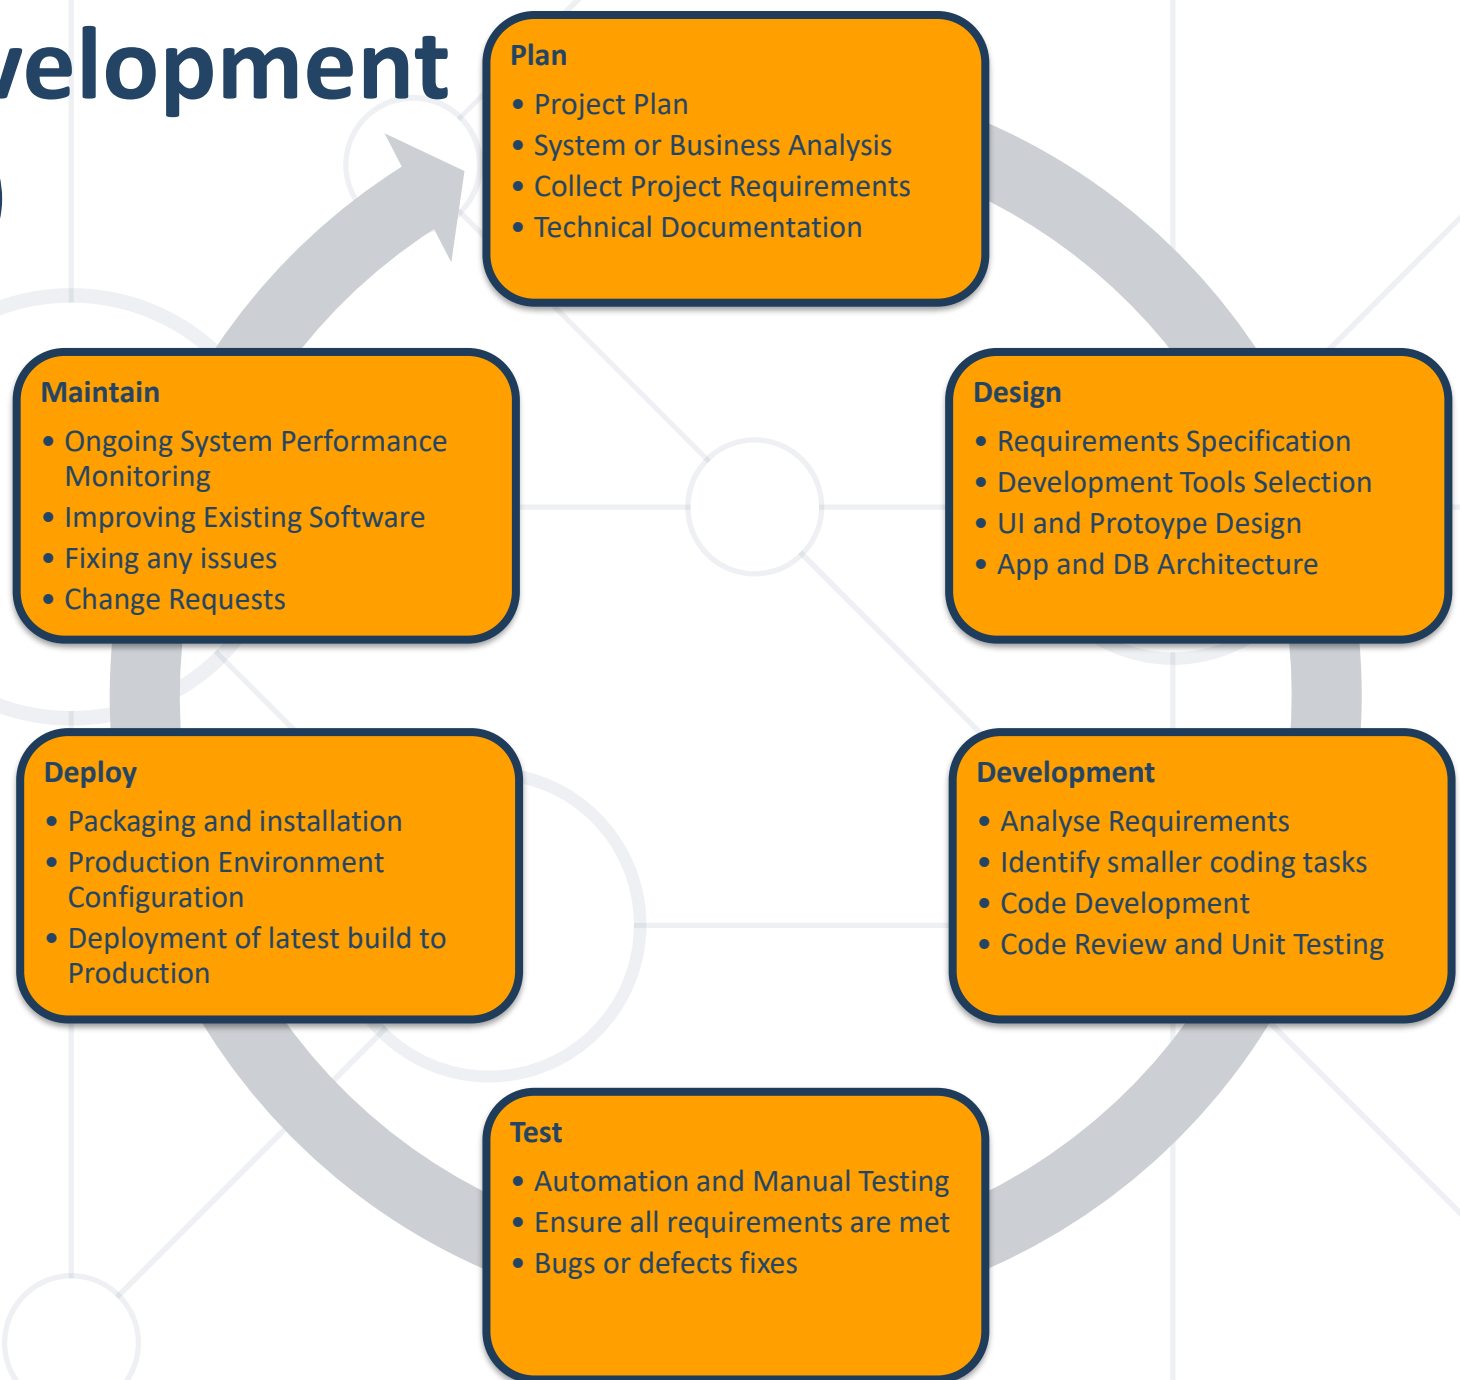 velopment
)
Plan
• Project Plan
• System or Business Analysis
• Collect Project Requirements
• Technical Documentation
Design
• Requirements Specification
• Development Tools Selection
• UI and Protoype Design
• App and DB Architecture
Development
• Analyse Requirements
• Identify smaller coding tasks
• Code Development
• Code Review and Unit Testing
Test
• Automation and Manual Testing
• Ensure all requirements are met
• Bugs or defects fixes
Deploy
• Packaging and installation
• Production Environment
Configuration
• Deployment of latest build to
Production
Maintain
• Ongoing System Performance
Monitoring
• Improving Existing Software
• Fixing any issues
• Change Requests